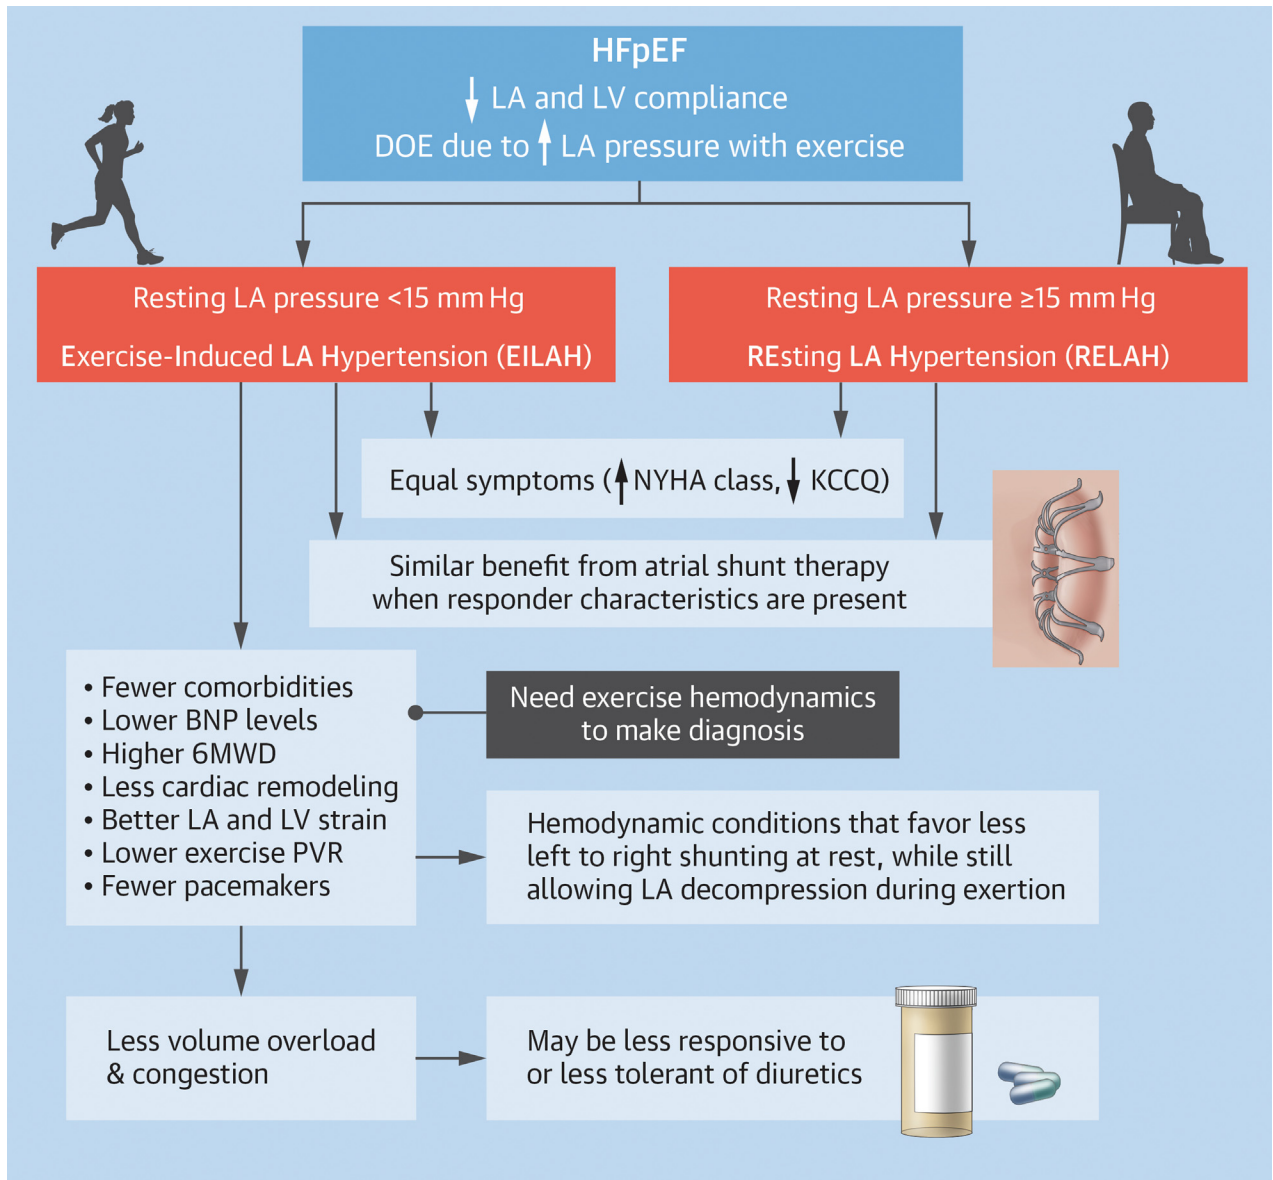 HFpEF
↓ LA and LV compliance
DOE due to ↑ LA pressure with exercise
Resting LA pressure <15 mm Hg
Exercise-Induced LA Hypertension (EILAH)
Resting LA pressure ≥15 mm Hg
REsting LA Hypertension (RELAH)
Equal symptoms (↑ NYHA class, ↓ KCCQ)
Similar benefit from atrial shunt therapy
when responder characteristics are present
• Fewer comorbidities
• Lower BNP levels
• Higher 6MWD
• Less cardiac remodeling
• Better LA and LV strain
• Lower exercise PVR
• Fewer pacemakers
Need exercise hemodynamics
to make diagnosis
Hemodynamic conditions that favor less
left to right shunting at rest, while still
allowing LA decompression during exertion
Less volume overload
& congestion
May be less responsive to
or less tolerant of diuretics